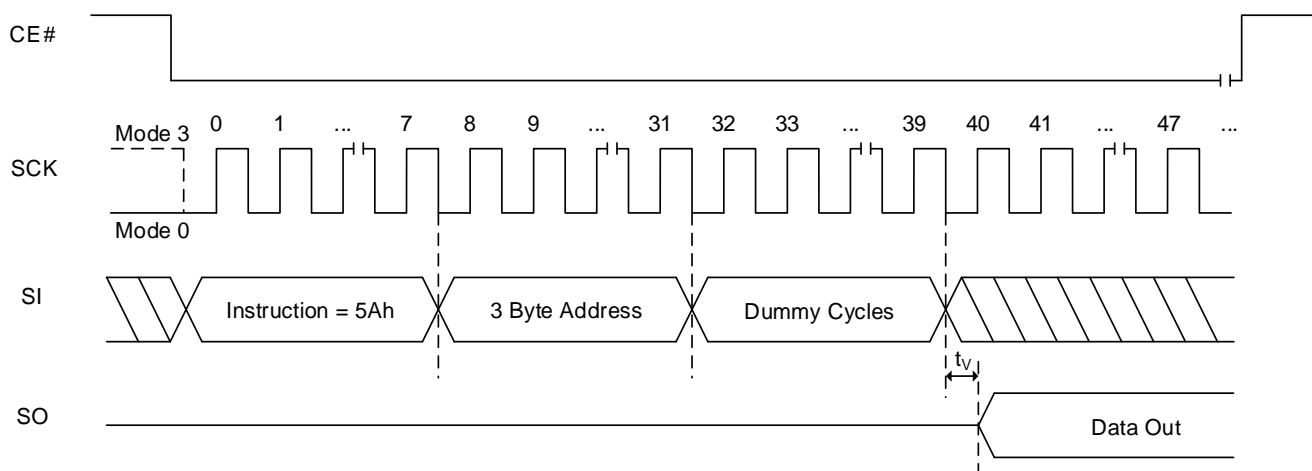 CE#
Mode 3 0 1 ... 7 8 9 ... 31 32 33 ... 39 40 41 ... 47 ...
SCK
Mode 0
SI Instruction = 5Ah 3 Byte Address Dummy Cycles
tV
SO Data Out